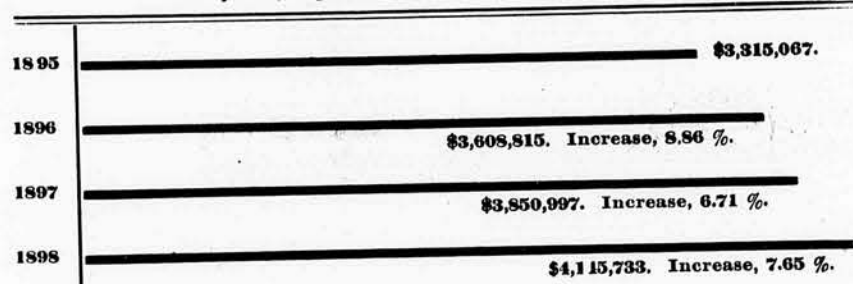 1895 $3,315,067.
1896
$3,608,815. Increase, 8.86 %.
1897
$3,850,997. Increase, 6.71 %.
1898
$4,145,733. Increase, 7.65 %.